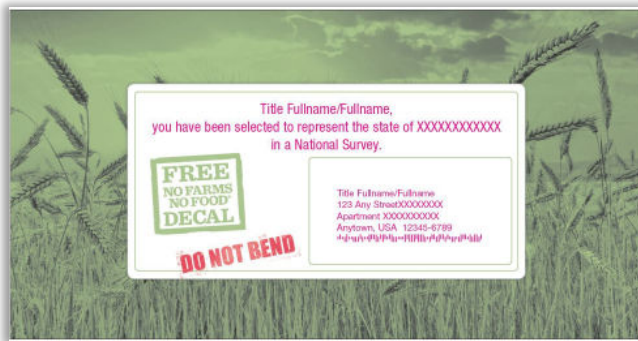 Title Fullname/Fullname,
you have been selected to represent the state of XXXXXXXXXXXX
in a National Survey.
FREE
NO FARMS
NO FOOD®
DECAL
DO NOT BEND
Title Fullname/Fullname
123 Any StreetXXXXXXXX
Apartment XXXXXXXXXX
Anytown, USA 12345-6789